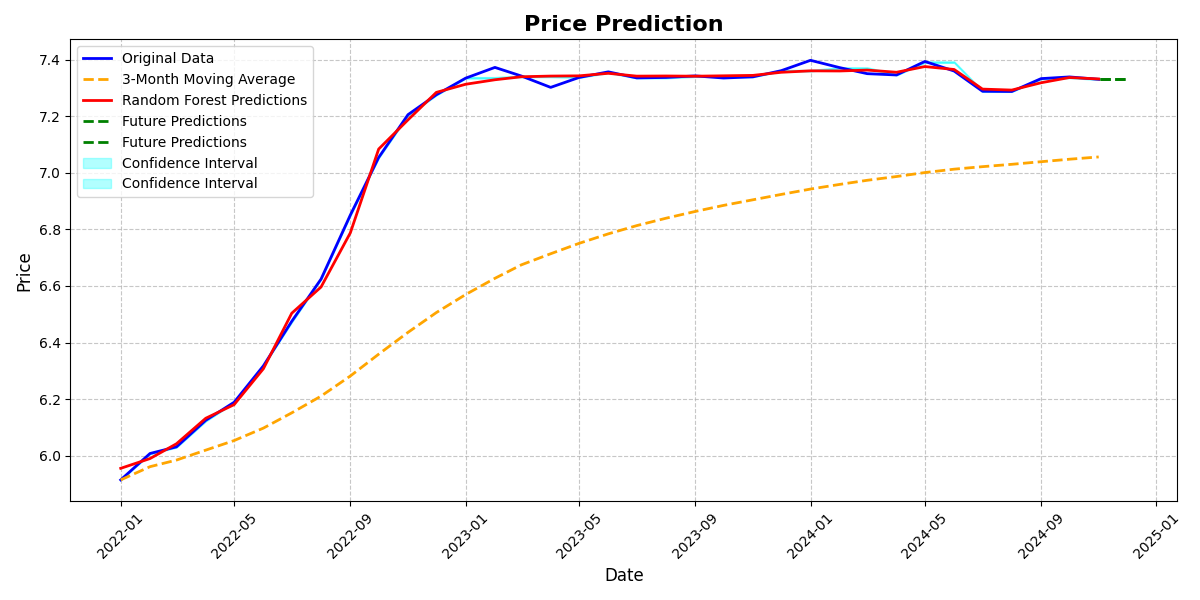 Price Prediction
Original Data
3-Month Moving Average
Random Forest Predictions
Future Predictions
Future Predictions
Confidence Interval
Confidence Interval
7.4
7.2
7.0
6.8
6.6
6.4
6.2
6.0
Price
2022-01
2022-05
2022-09
2023-01
2023-05
2023-09
2024-01
2024-05
2024-09
2025-01
Date